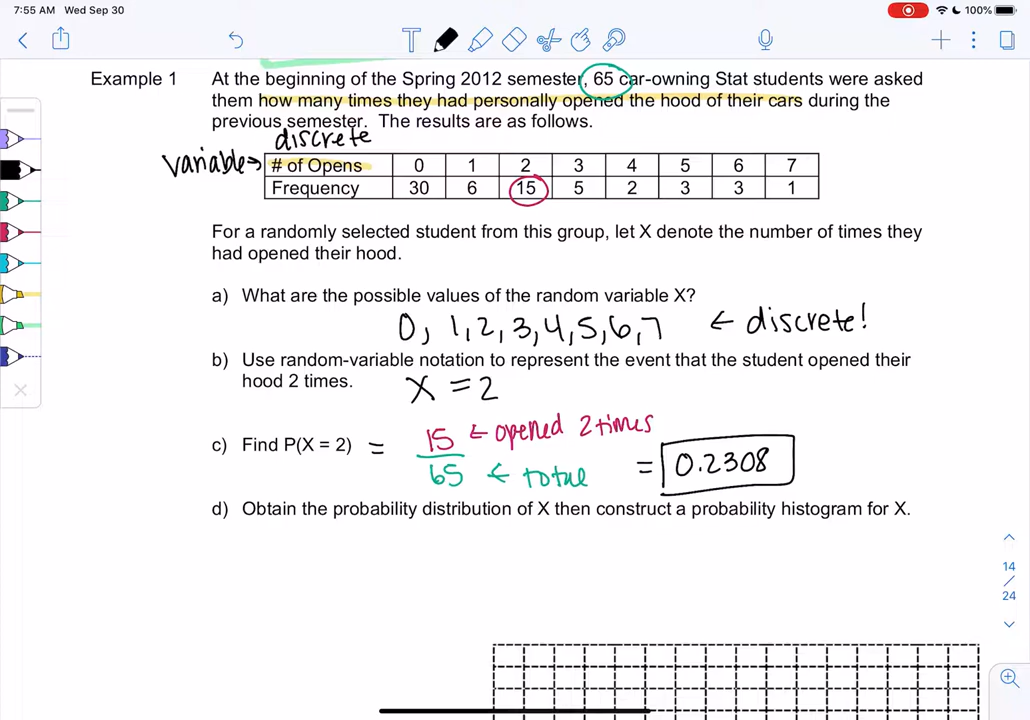 7:55 AM Wed Sep 30
100%
T
Example 1 At the beginning of the Spring 2012 semester, 65 car-owning Stat students were asked
them how many times they had personally opened the hood of their cars during the
previous semester. The results are as follows.
discrete
variable→ # of Opens 0 1 2 3 4 5 6 7
Frequency 30 6 15 5 2 3 3 1
For a randomly selected student from this group, let X denote the number of times they
had opened their hood.
a) What are the possible values of the random variable X?
0, 1, 2, 3, 4, 5, 6, 7 ← discrete!
b) Use random-variable notation to represent the event that the student opened their
hood 2 times. X = 2
c) Find P(X = 2) = 15 ← opened 2 times
65 ← total = 0.2308
d) Obtain the probability distribution of X then construct a probability histogram for X.
14
/
24